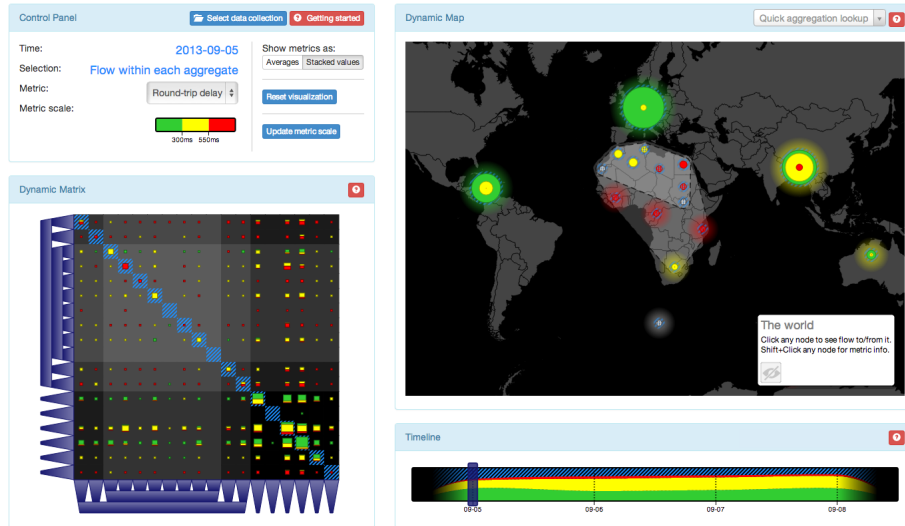 Control Panel
Select data collection
Getting started
Time:
2013-09-05
Selection:
Flow within each aggregate
Metric:
Round-trip delay
Metric scale:
300ms 550ms
Show metrics as:
Averages Stacked values
Reset visualization
Update metric scale
Dynamic Matrix
Dynamic Map
Quick aggregation lookup
The world
Click any node to see flow to/from it.
Shift+Click any node for metric info.
Timeline
09-05 09-06 09-07 09-08